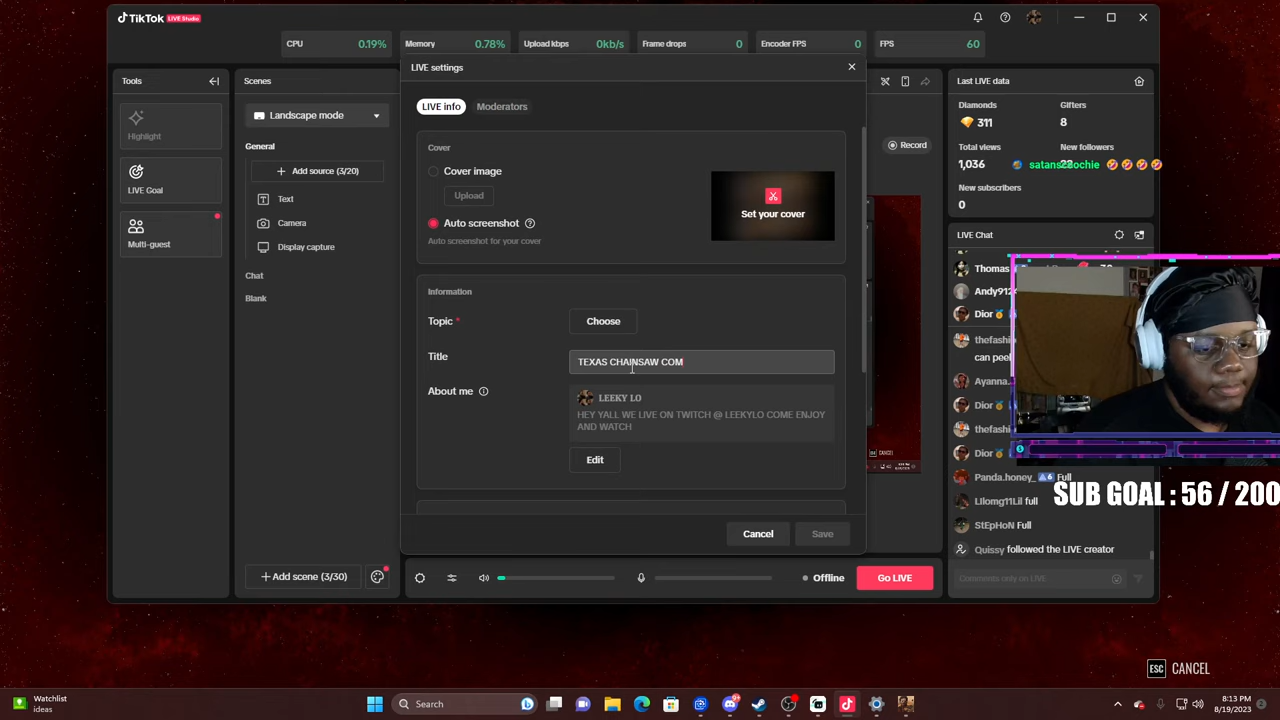 TikTok LIVE Studio
CPU 0.19%
Memory 0.78%
Upload kbps 0kb/s
Frame drops 0
Encoder FPS 0
FPS 60
Tools
Highlight
LIVE Goal
Multi-guest
Scenes
Landscape mode
General
+ Add source (3/20)
Text
Camera
Display capture
Chat
Blank
+ Add scene (3/30)
LIVE settings
LIVE info
Moderators
Cover
Cover image
Upload
Auto screenshot
Auto screenshot for your cover
Set your cover
Information
Topic *
Choose
Title
TEXAS CHAINSAW COM
About me
LEEKY LO
HEY YALL WE LIVE ON TWITCH @ LEEKYLO COME ENJOY
AND WATCH
Edit
Cancel
Save
Record
ESC CANCEL
Offline
Go LIVE
Last LIVE data
Diamonds
311
Gifters
8
Total views
1,036
New followers
New subscribers
0
LIVE Chat
Thomas
Andy912
Dior
thefashi
can peel
Ayanna.
Dior
thefashi
Dior
Panda.honey_ 6 Full
LIlomg11Lil full
StEpHoN Full
Quissy followed the LIVE creator
Comments only on LIVE
SUB GOAL : 56 / 200
ESC CANCEL
Watchlist
ideas
Search
8:13 PM
8/19/2023